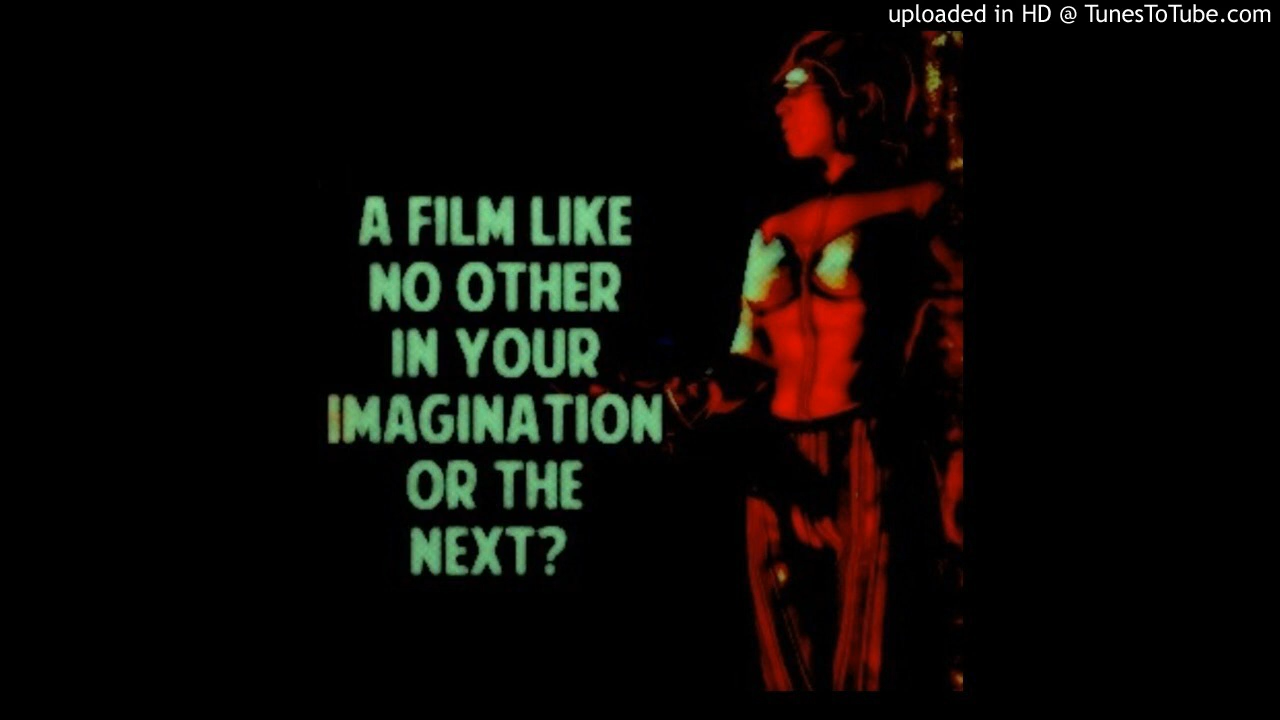 uploaded in HD @ TunesToTube.com
A FILM LIKE
NO OTHER
IN YOUR
IMAGINATION
OR THE
NEXT?